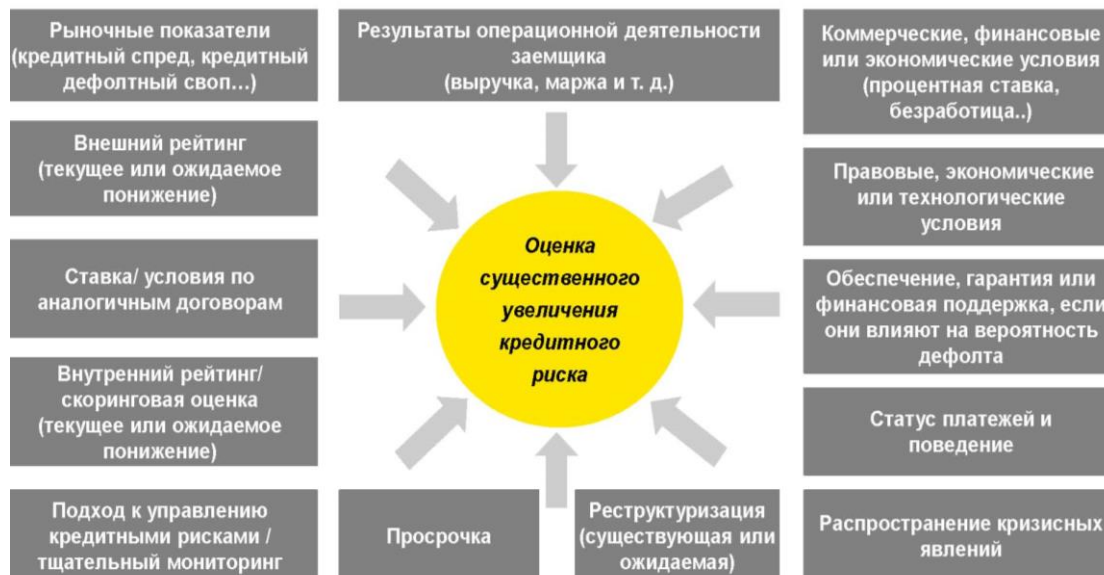 Рыночные показатели
(кредитный спред, кредитный
дефолтный своп...)
Результаты операционной деятельности
заемщика
(выручка, маржа и т. д.)
Коммерческие, финансовые
или экономические условия
(процентная ставка,
безработица..)
Внешний рейтинг
(текущее или ожидаемое
понижение)
Правовые, экономические
или технологические
условия
Ставка/ условия по
аналогичным договорам
Оценка
существенного
увеличения
кредитного
риска
Обеспечение, гарантия или
финансовая поддержка, если
они влияют на вероятность
дефолта
Внутренний рейтинг/
скоринговая оценка
(текущее или ожидаемое
понижение)
Статус платежей и
поведение
Подход к управлению
кредитными рисками /
тщательный мониторинг
Просрочка
Реструктуризация
(существующая или
ожидаемая)
Распространение кризисных
явлений